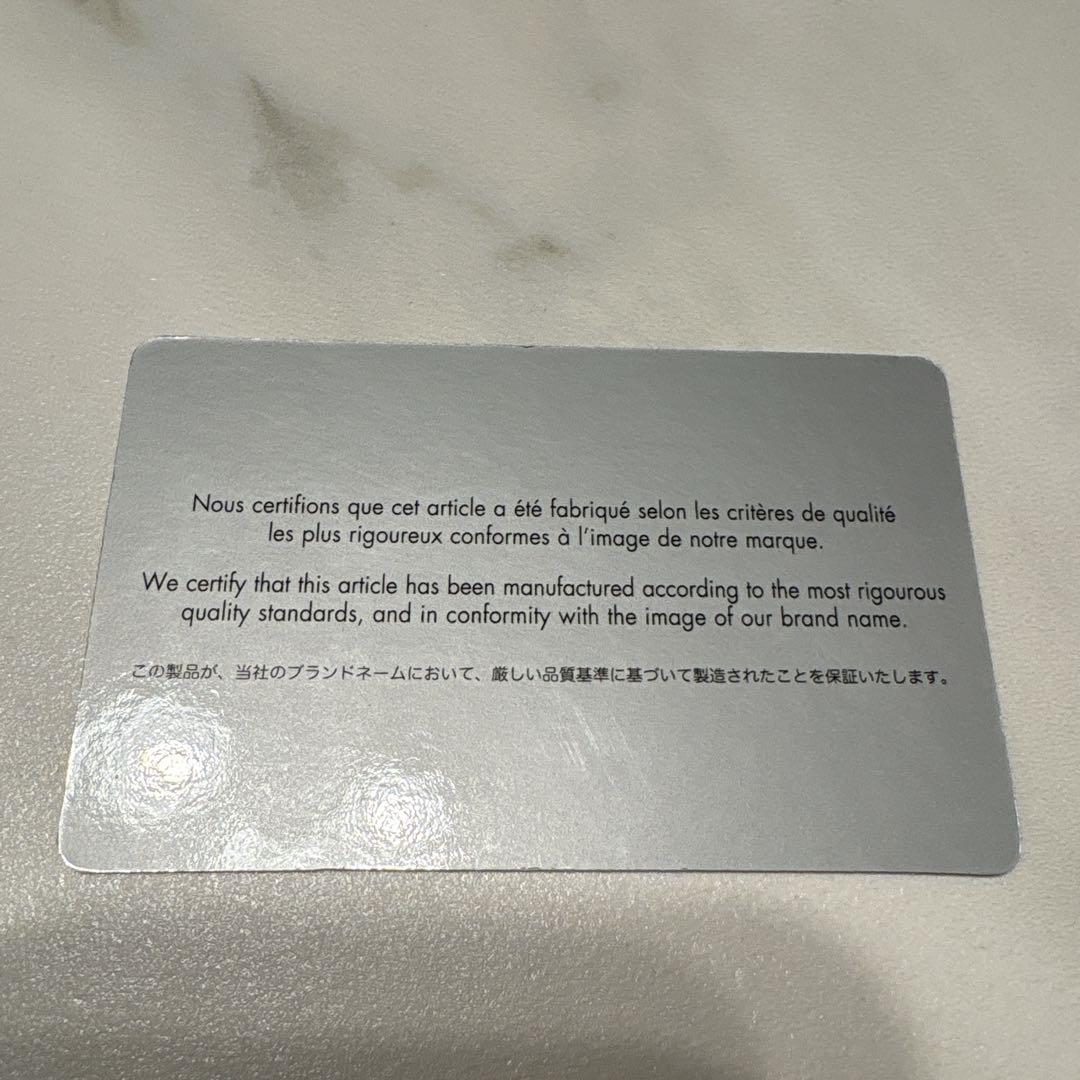 Nous certifions que cet article a été fabriqué selon les critères de qualité
les plus rigoureux conformes à l'image de notre marque.
We certify that this article has been manufactured according to the most rigourous
quality standards, and in conformity with the image of our brand name.
この製品が、当社のブランドネームにおいて、厳しい品質基準に基づいて製造されたことを保証いたします。